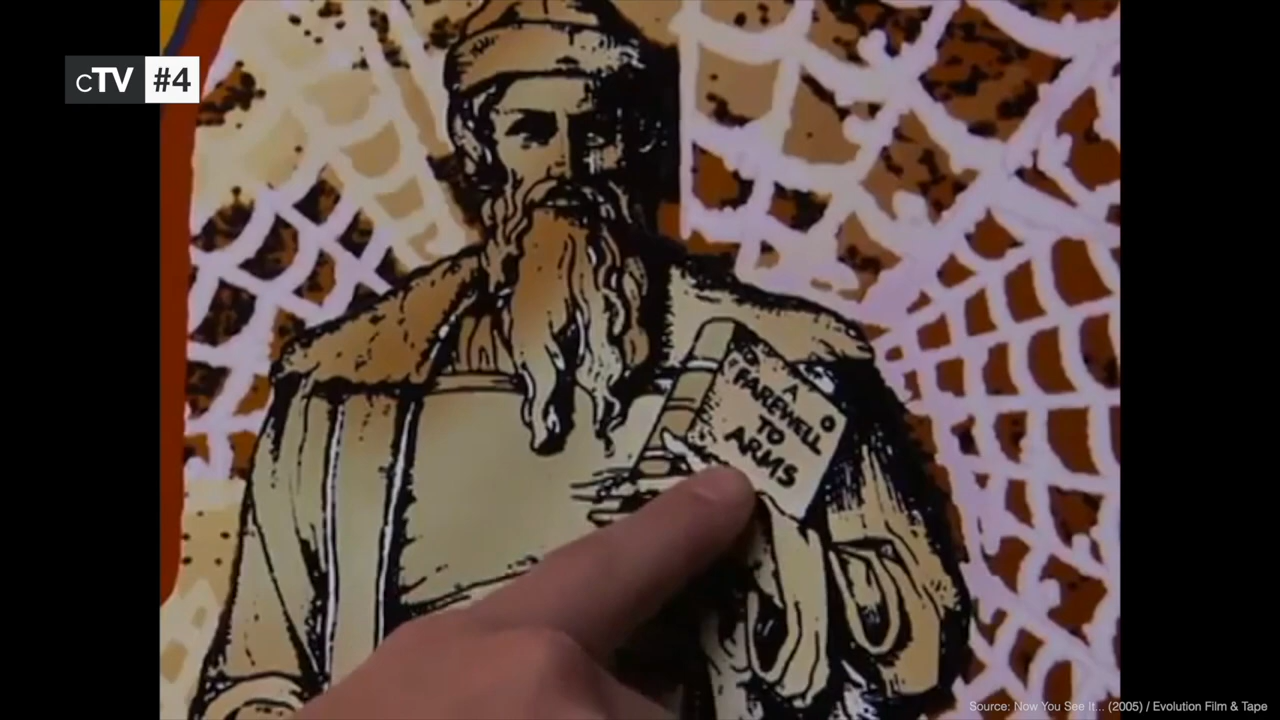 cTV #4
A
FAREWELL
TO
ARMS
Source: Now You See It... (2005) / Evolution Film & Tape